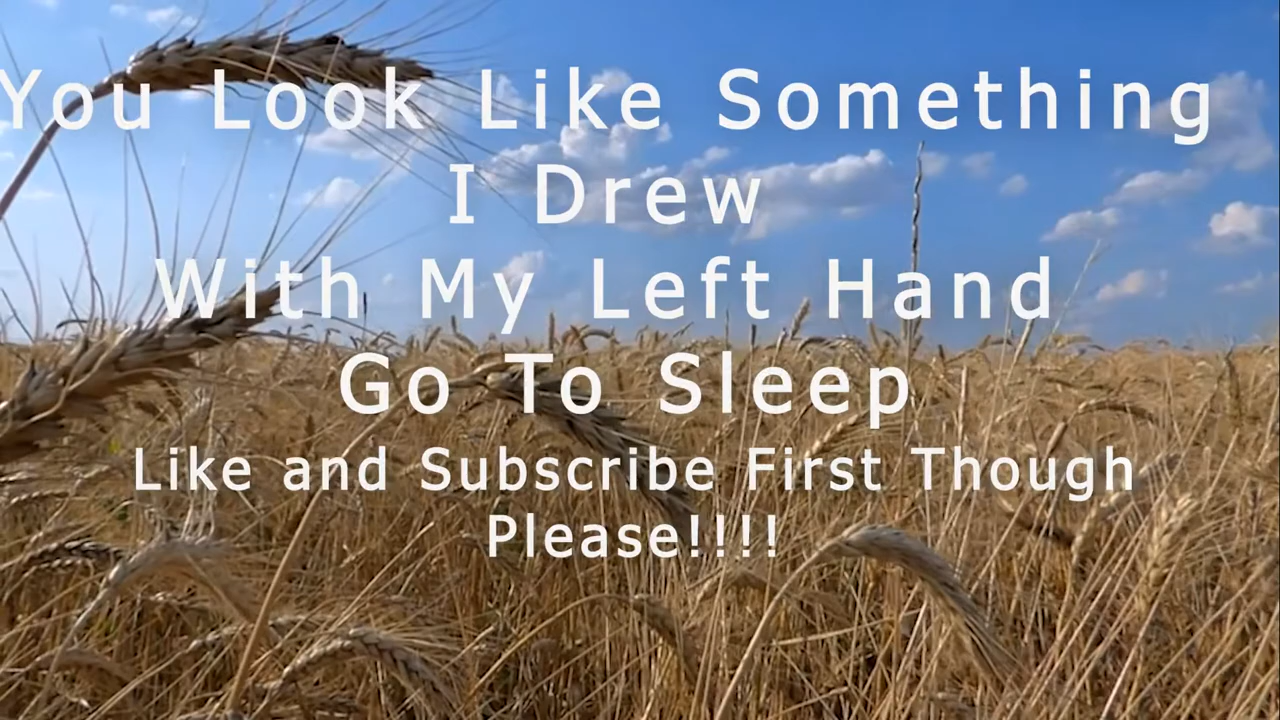 You Look Like Something
I Drew
With My Left Hand
Go To Sleep
Like and Subscribe First Though
Please!!!!